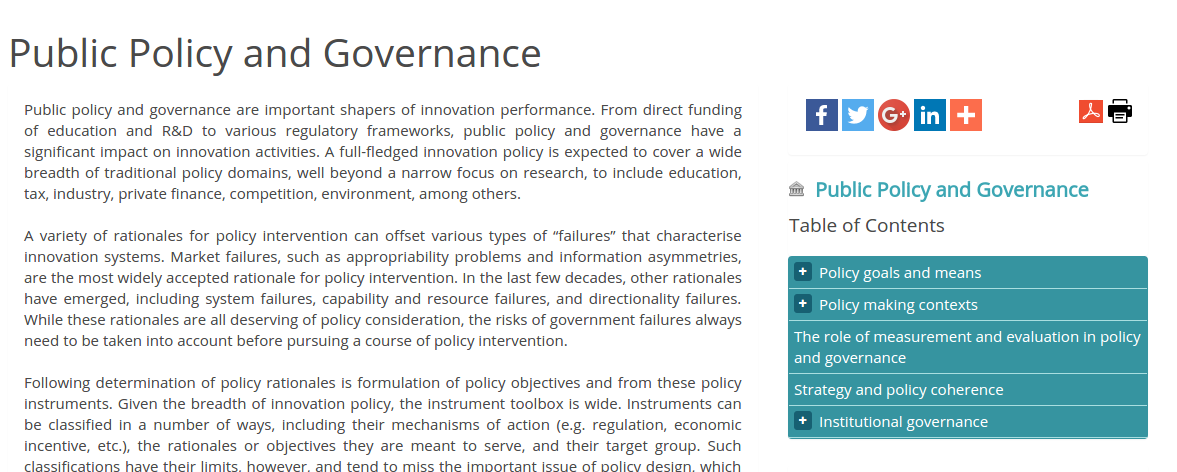 Public Policy and Governance
Public policy and governance are important shapers of innovation performance. From direct funding
of education and R&D to various regulatory frameworks, public policy and governance have a
significant impact on innovation activities. A full-fledged innovation policy is expected to cover a wide
breadth of traditional policy domains, well beyond a narrow focus on research, to include education,
tax, industry, private finance, competition, environment, among others.
A variety of rationales for policy intervention can offset various types of “failures” that characterise
innovation systems. Market failures, such as appropriability problems and information asymmetries,
are the most widely accepted rationale for policy intervention. In the last few decades, other rationales
have emerged, including system failures, capability and resource failures, and directionality failures.
While these rationales are all deserving of policy consideration, the risks of government failures always
need to be taken into account before pursuing a course of policy intervention.
Following determination of policy rationales is formulation of policy objectives and from these policy
instruments. Given the breadth of innovation policy, the instrument toolbox is wide. Instruments can
be classified in a number of ways, including their mechanisms of action (e.g. regulation, economic
incentive, etc.), the rationales or objectives they are meant to serve, and their target group. Such
classifications have their limits, however, and tend to miss the important issue of policy design, which
f
G+
in
+
Public Policy and Governance
Table of Contents
+ Policy goals and means
+ Policy making contexts
The role of measurement and evaluation in policy
and governance
Strategy and policy coherence
+ Institutional governance